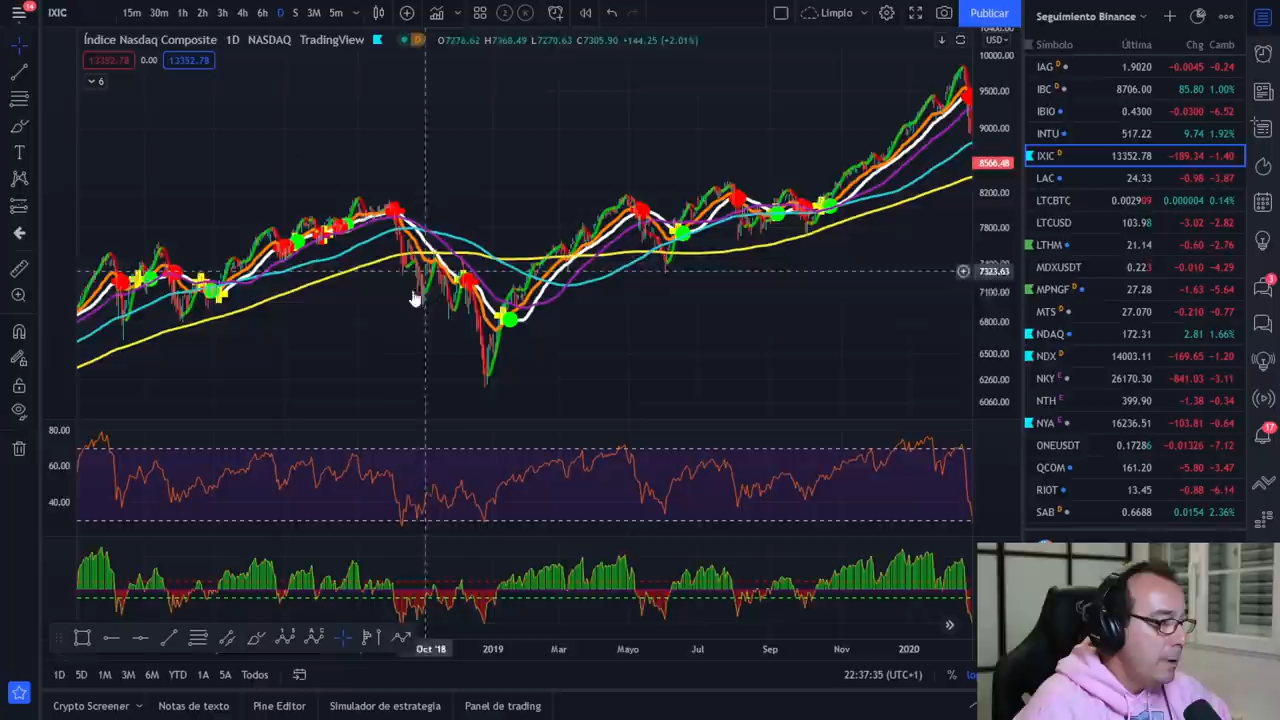 14
IXIC
15m 30m 1h 2h 3h 4h 6h D S 3M 5m
2 K
Limpio
Publicar
Índice Nasdaq Composite 1D NASDAQ TradingView
D
O7276.62 H7368.49 L7270.63 C7305.90 +144.25 (+2.01%)
USD
13352.78 0.00 13352.78
6
10000.00
9500.00
9000.00
8566.48
8200.00
7800.00
7323.63
7100.00
6800.00
6500.00
6260.00
6060.00
80.00
60.00
40.00
Oct '18 2019 Mar Mayo Jul Sep Nov 2020
1D 5D 1M 3M 6M YTD 1A 5A Todos
22:37:35 (UTC+1) %
Crypto Screener Notas de texto Pine Editor Simulador de estrategia Panel de trading
Seguimiento Binance
Símbolo Última Chg Camb
IAG D 1.9020 −0.0045 −0.24
IBC D 8706.00 85.80 1.00%
IBIO 0.4300 −0.0300 −6.52
INTU 517.22 9.74 1.92%
IXIC D 13352.78 −189.34 −1.40
LAC 24.33 −0.98 −3.87
LTCBTC 0.002909 0.000004 0.14%
LTCUSD 103.98 −3.02 −2.82
LTHM 21.14 −0.60 −2.76
MDXUSDT 0.223 −0.010 −4.29
MPNGF D 27.28 −1.63 −5.64
MTS 27.070 −0.210 −0.77
NDAQ 172.31 2.81 1.66%
NDX D 14003.11 −169.65 −1.20
NKY E 26170.30 −841.03 −3.11
NTH E 399.90 −1.38 −0.34
NYA E 16236.51 −103.81 −0.64
ONEUSDT 0.17286 −0.01326 −7.12
QCOM 161.20 −5.80 −3.47
RIOT 13.45 −0.88 −6.14
SAB D 0.6688 0.0154 2.36%
3
17